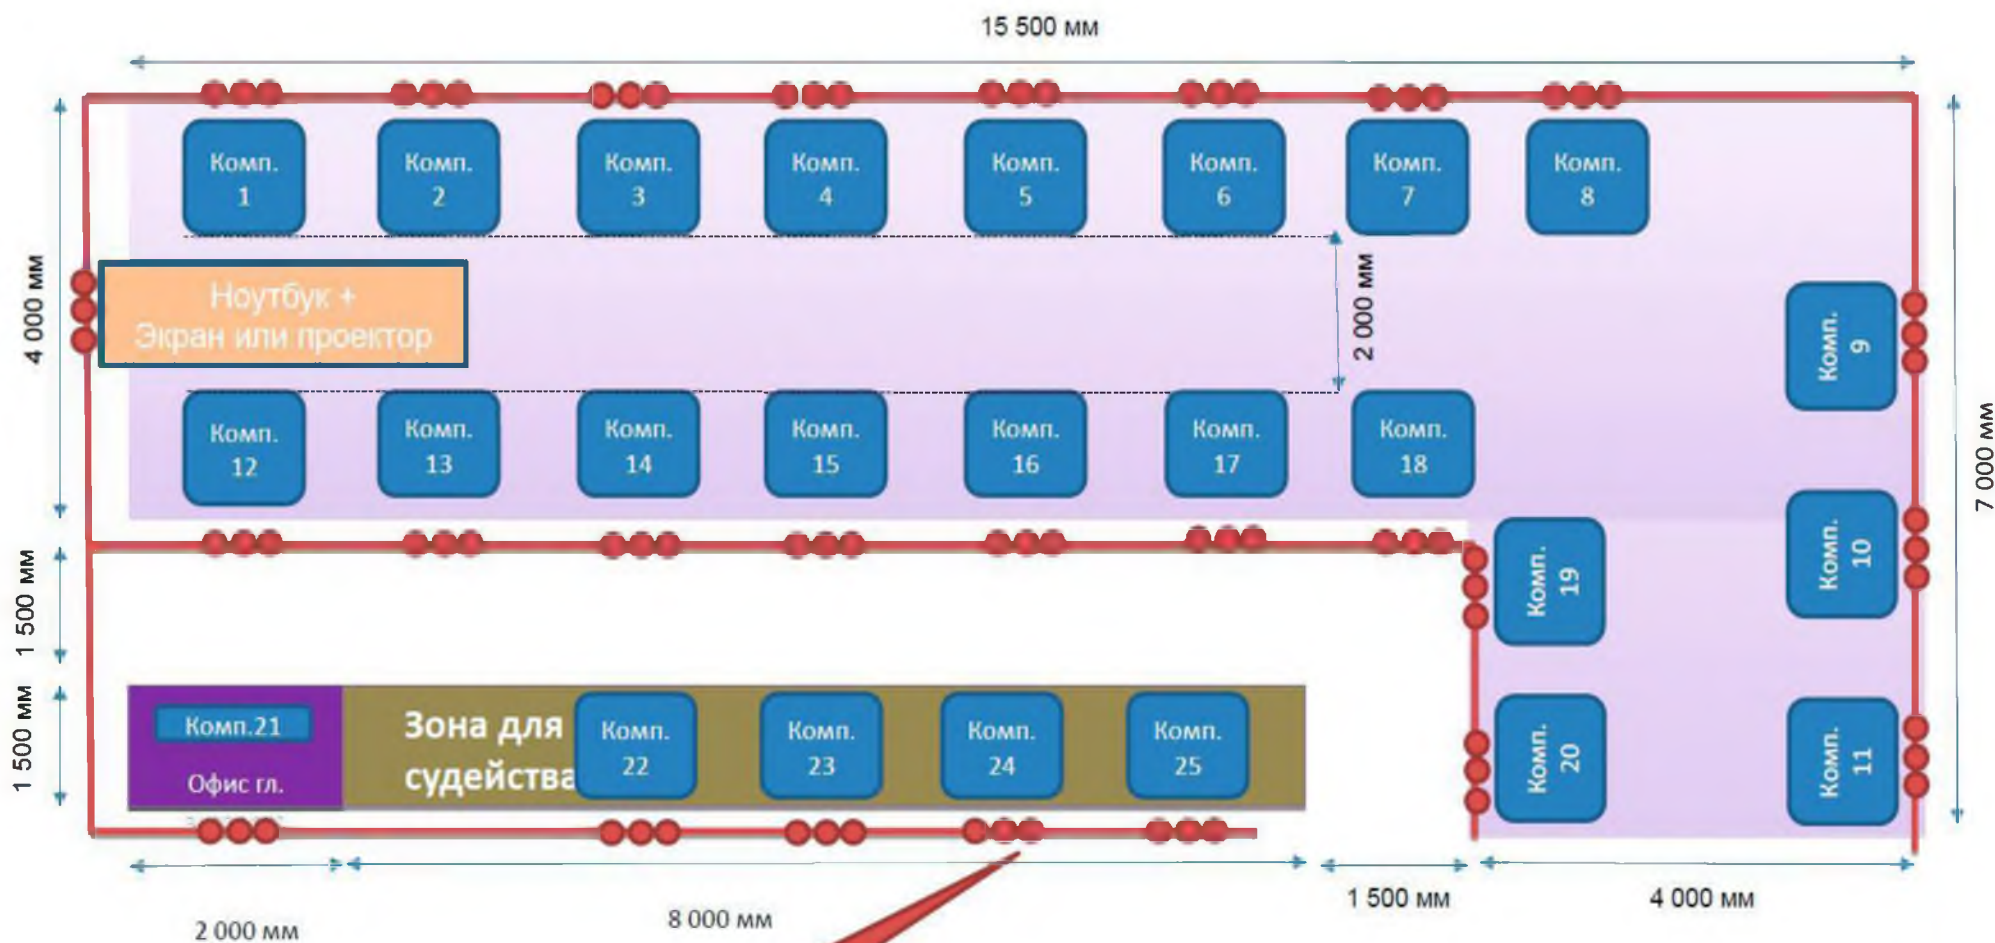 15 500 мм
Комп.
1
Комп.
2
Комп.
3
Комп.
4
Комп.
5
Комп.
6
Комп.
7
Комп.
8
4 000 мм
Ноутбук +
Экран или проектор
2 000 мм
Комп.
9
7 000 мм
Комп.
12
Комп.
13
Комп.
14
Комп.
15
Комп.
16
Комп.
17
Комп.
18
Комп.
10
Комп.
19
1 500 мм
1 500 мм
Комп.21
Офис гл.
Зона для
судейства
Комп.
22
Комп.
23
Комп.
24
Комп.
25
Комп.
20
Комп.
11
2 000 мм
8 000 мм
1 500 мм
4 000 мм